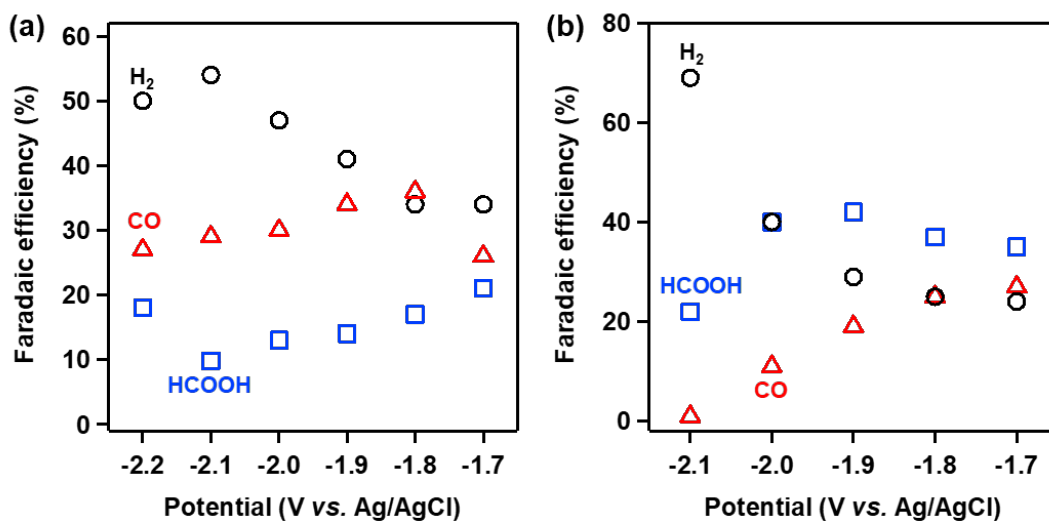 (a)
60
50
40
30
20
10
0
Faradaic efficiency (%)
H₂
CO
HCOOH
-2.2 -2.1 -2.0 -1.9 -1.8 -1.7
Potential (V vs. Ag/AgCl)
(b)
80
60
40
20
0
Faradaic efficiency (%)
H₂
HCOOH
CO
-2.1 -2.0 -1.9 -1.8 -1.7
Potential (V vs. Ag/AgCl)